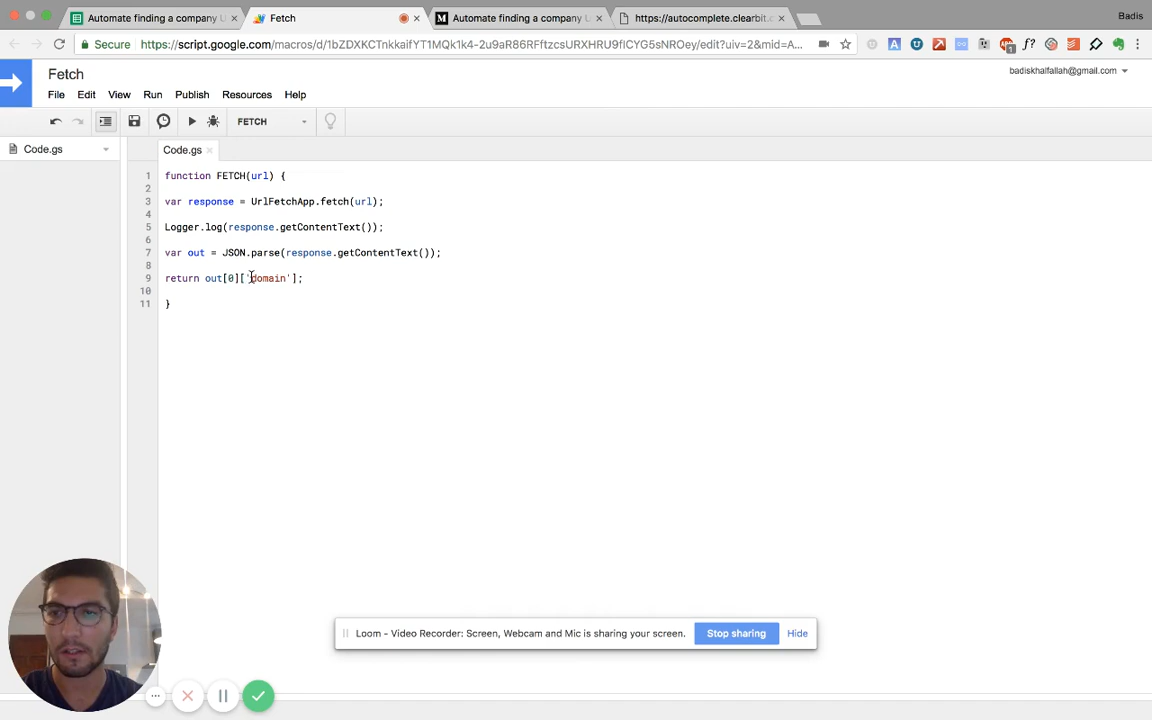 Automate finding a company U
Fetch
Automate finding a company U
https://autocomplete.clearbit.c
Badis
Secure
https://script.google.com/macros/d/1bZDXKCTnkkaifYT1MQk1k4-2u9aR86RFftzcsURXHRU9fICYG5sNROey/edit?uiv=2&mid=A...
Fetch
badiskhalfallah@gmail.com
File Edit View Run Publish Resources Help
FETCH
Code.gs
Code.gs
1 function FETCH(url) {
2
3 var response = UrlFetchApp.fetch(url);
4
5 Logger.log(response.getContentText());
6
7 var out = JSON.parse(response.getContentText());
8
9 return out[0]['domain'];
10
11 }
Loom - Video Recorder: Screen, Webcam and Mic is sharing your screen.
Stop sharing
Hide